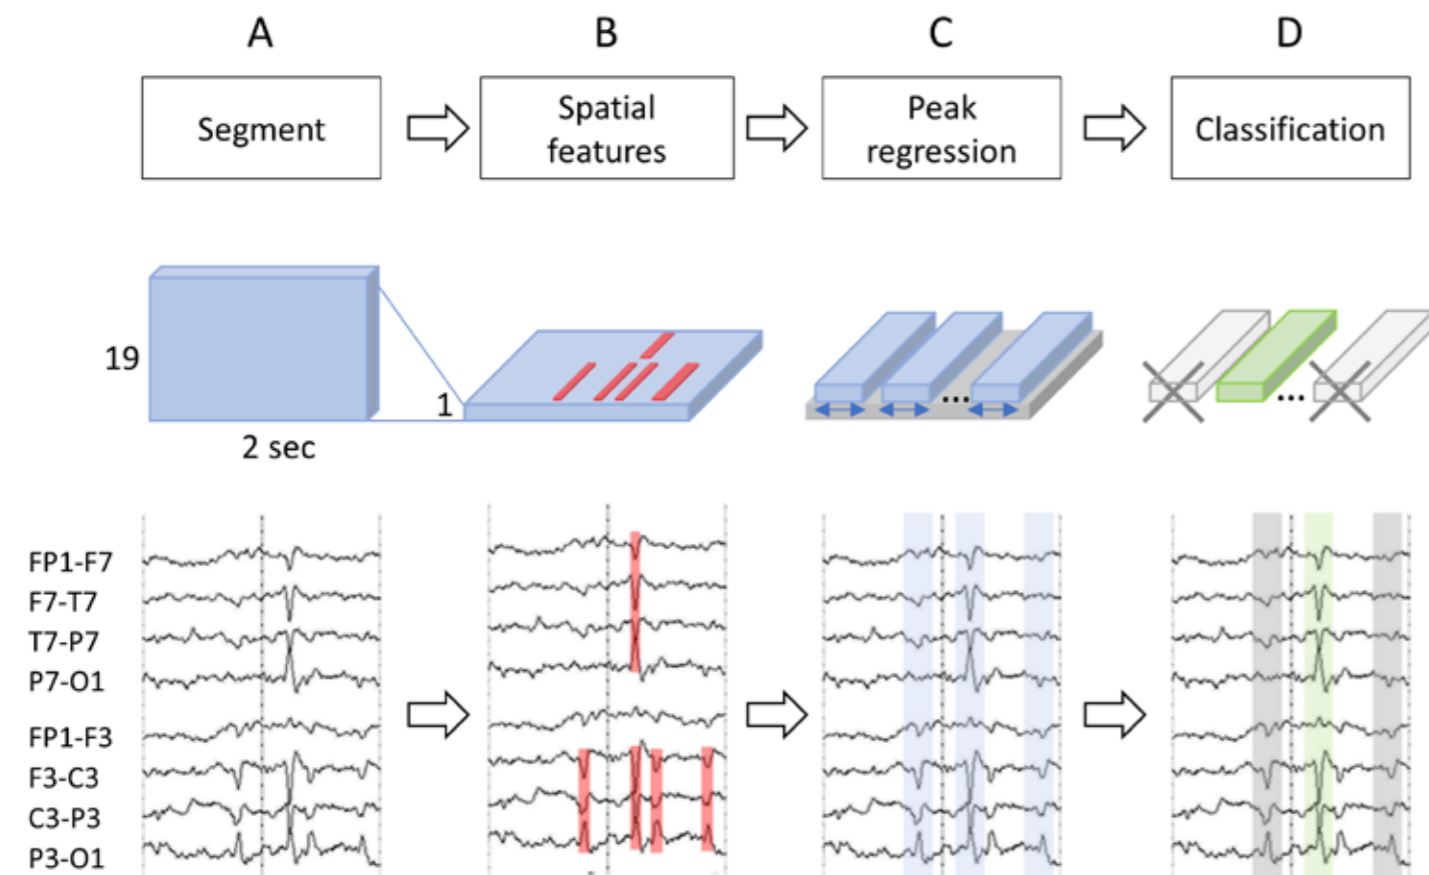 A
B
C
D
Segment
Spatial
features
Peak
regression
Classification
19
1
2 sec
...
...
FP1-F7
F7-T7
T7-P7
P7-O1
FP1-F3
F3-C3
C3-P3
P3-O1